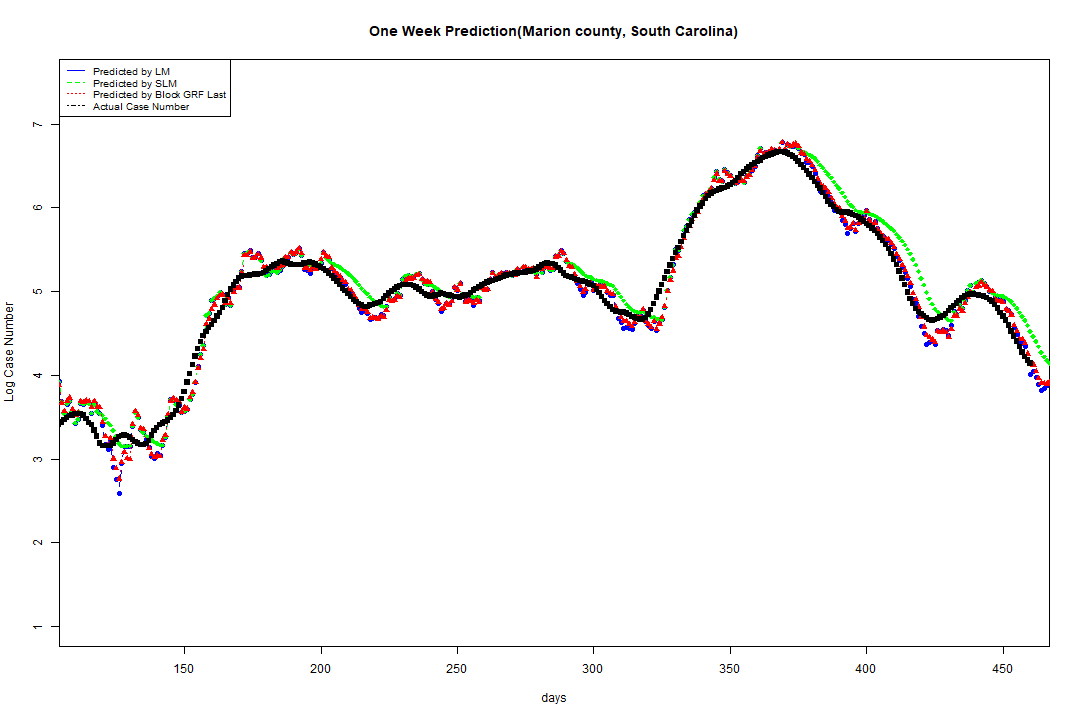 One Week Prediction(Marion county, South Carolina)
Predicted by LM
Predicted by SLM
Predicted by Block GRF Last
Actual Case Number
Log Case Number
7
6
5
4
3
2
1
150 200 250 300 350 400 450
days